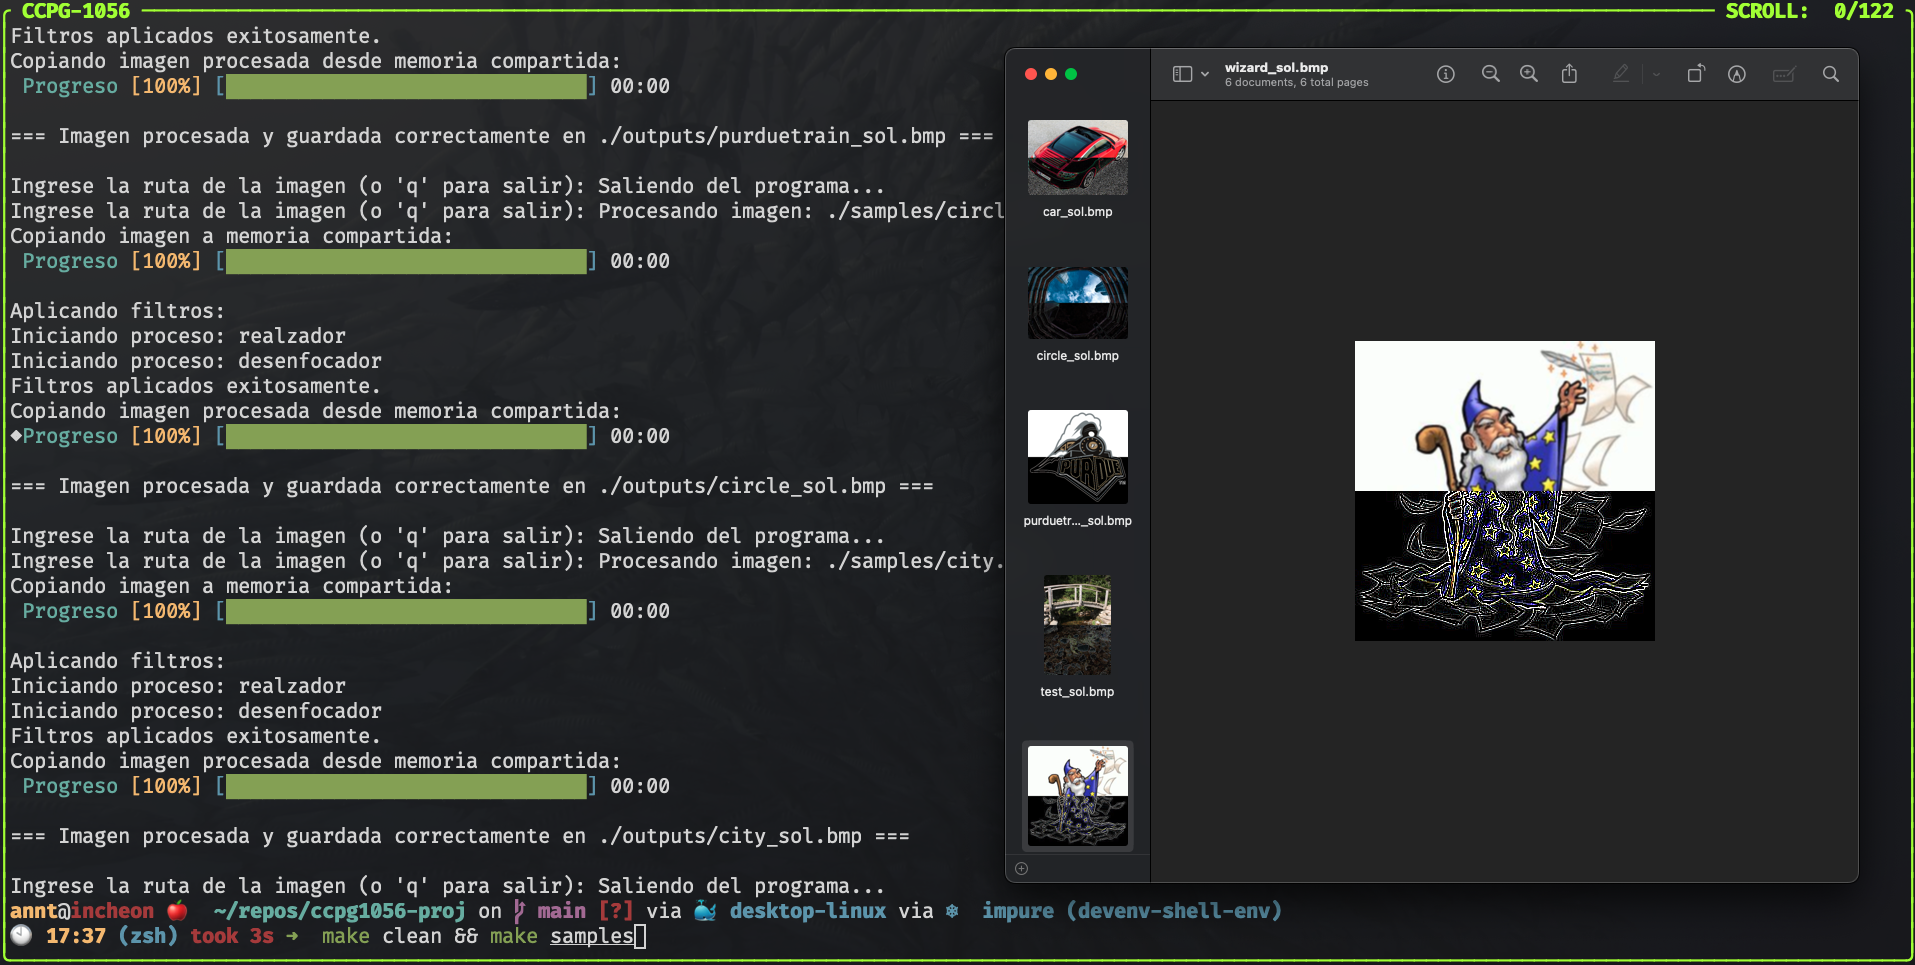 CCPG-1056 SCROLL: 0/122
Filtros aplicados exitosamente.
Copiando imagen procesada desde memoria compartida:
Progreso [100%] [ ] 00:00
=== Imagen procesada y guardada correctamente en ./outputs/purduetrain_sol.bmp ===
Ingrese la ruta de la imagen (o 'q' para salir): Saliendo del programa...
Ingrese la ruta de la imagen (o 'q' para salir): Procesando imagen: ./samples/circl
Copiando imagen a memoria compartida:
Progreso [100%] [ ] 00:00
Aplicando filtros:
Iniciando proceso: realzador
Iniciando proceso: desenfocador
Filtros aplicados exitosamente.
Copiando imagen procesada desde memoria compartida:
◆Progreso [100%] [ ] 00:00
=== Imagen procesada y guardada correctamente en ./outputs/circle_sol.bmp ===
Ingrese la ruta de la imagen (o 'q' para salir): Saliendo del programa...
Ingrese la ruta de la imagen (o 'q' para salir): Procesando imagen: ./samples/city.
Copiando imagen a memoria compartida:
Progreso [100%] [ ] 00:00
Aplicando filtros:
Iniciando proceso: realzador
Iniciando proceso: desenfocador
Filtros aplicados exitosamente.
Copiando imagen procesada desde memoria compartida:
Progreso [100%] [ ] 00:00
=== Imagen procesada y guardada correctamente en ./outputs/city_sol.bmp ===
Ingrese la ruta de la imagen (o 'q' para salir): Saliendo del programa...
annt@incheon 🍎 ~/repos/ccpg1056-proj on main [?] via 🐳 desktop-linux via ❄ impure (devenv-shell-env)
🕙 17:37 (zsh) took 3s → make clean && make samples
wizard_sol.bmp
6 documents, 6 total pages
car_sol.bmp
circle_sol.bmp
PURDUE
purduetr..._sol.bmp
test_sol.bmp